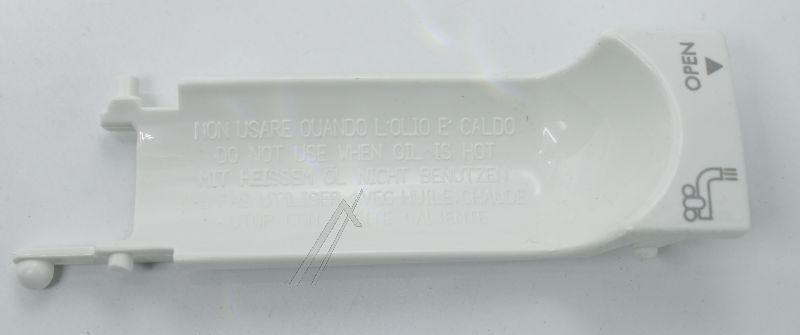 NON USARE QUANDO L'OLIO E' CALDO
DO NOT USE WHEN OIL IS HOT
MIT HEISSEM ÖL NICHT BENUTZEN
PAS UTILISER AVEC HUILE CHAUDE
CALIENTE
OPEN